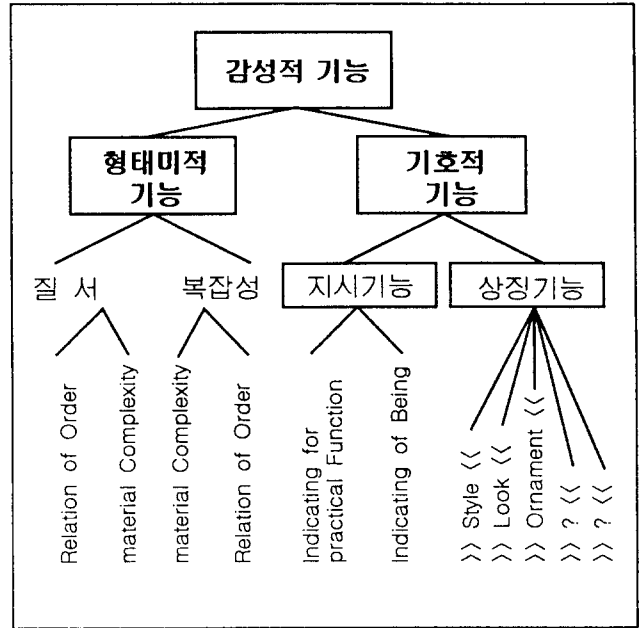 감성적 기능
형태미적
기능
기호적
기능
질 서
복잡성
지시기능
상징기능
Relation of Order
material Complexity
material Complexity
Relation of Order
Indicating for
practical Function
Indicating of Being
>> Style <<
>> Look <<
>> Ornament <<
>> ? <<
>> ? <<